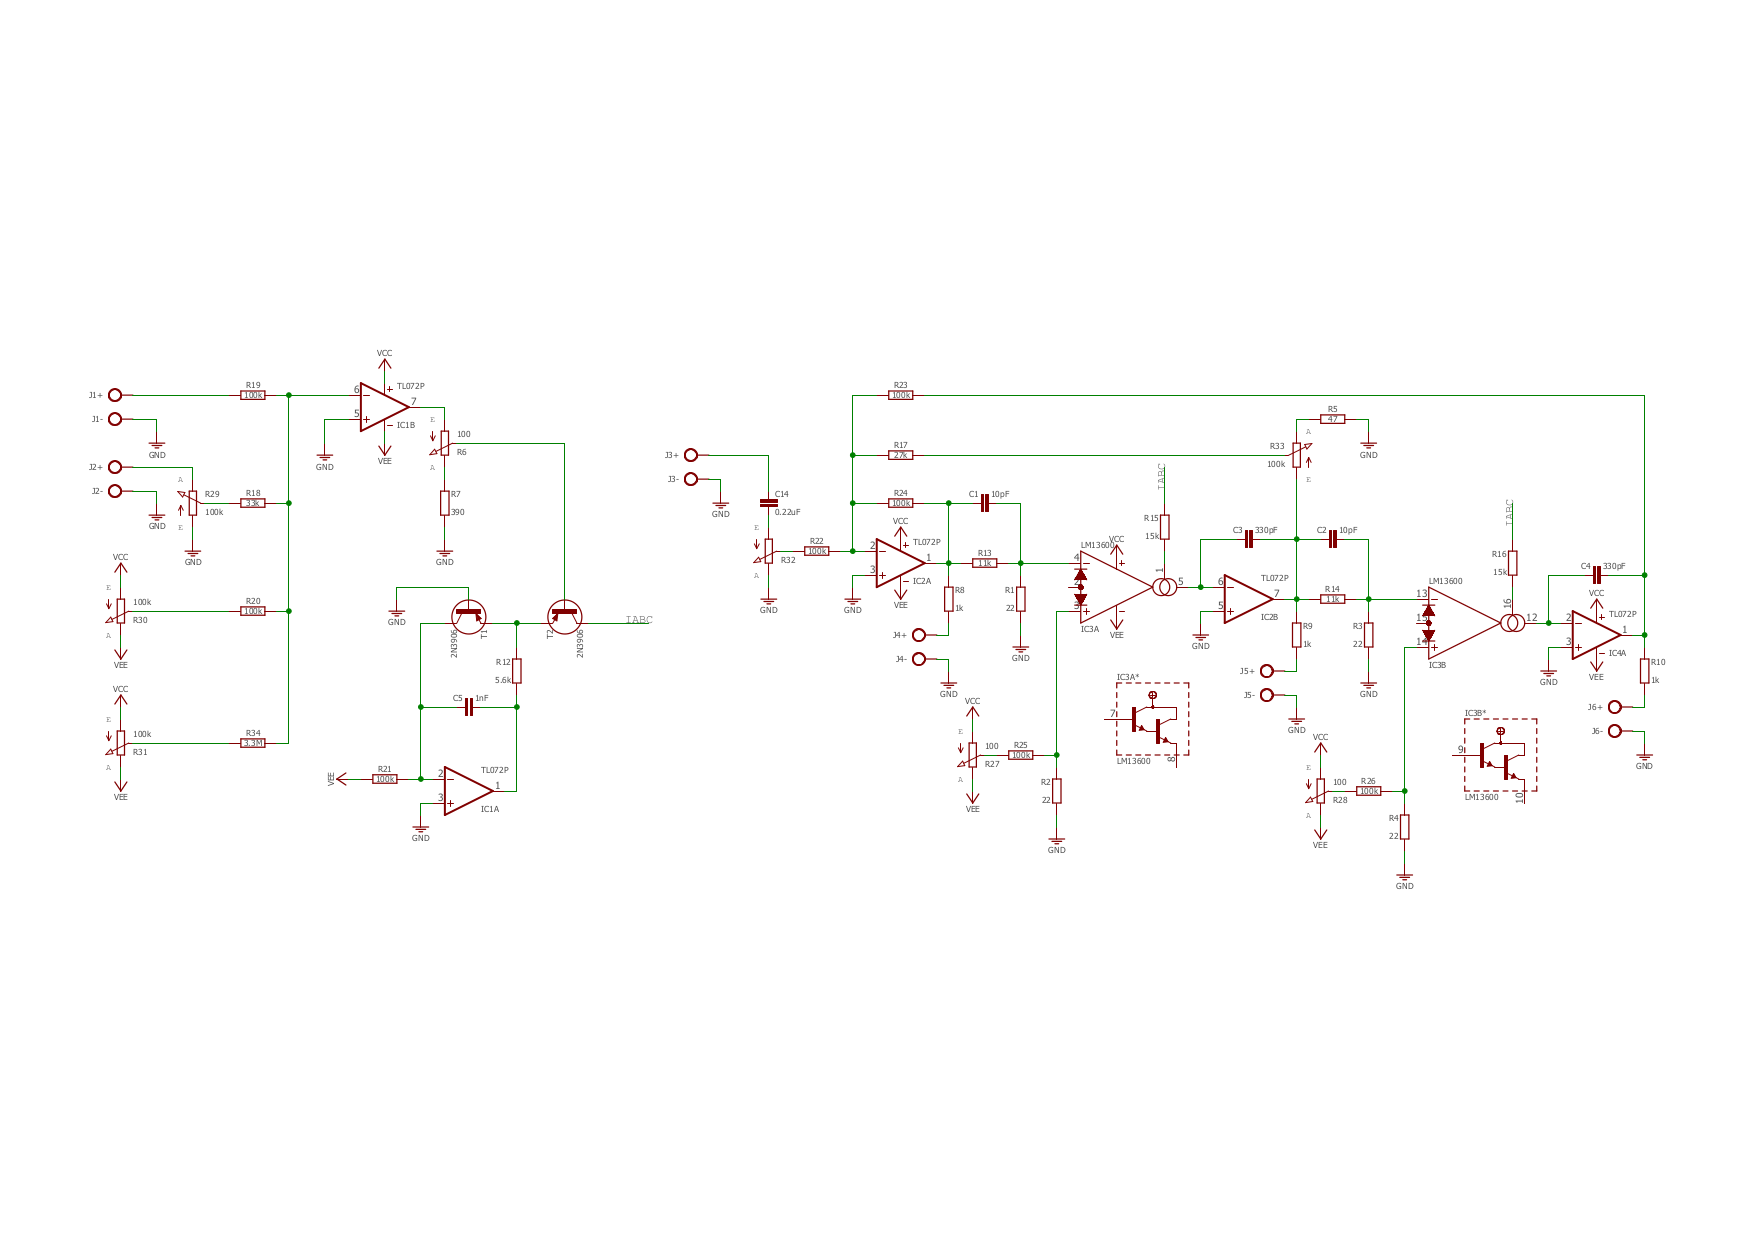 VCC
R19
100k
TL072P
IC1B
6
5
7
VEE
GND
J1+
J1-
GND
J2+
J2-
GND
A
E
R29
100k
GND
R18
33k
E
A
100
R6
R7
390
GND
VCC
E
A
100k
R30
VEE
R20
100k
VCC
E
A
100k
R31
VEE
R34
3.3M
GND
2N3906
T1
T2
2N3906
IABC
R12
5.6k
C5
1nF
VEE
R21
100k
2
3
1
TL072P
IC1A
GND
J3+
J3-
GND
C14
0.22uF
E
A
R32
GND
R22
100k
R23
100k
R17
27k
R24
100k
C1
10pF
VCC
TL072P
2
3
1
IC2A
VEE
GND
R13
11k
R8
1k
R1
22
GND
J4+
J4-
GND
IABC
R15
15k
LM13600
VCC
4
2
3
1
5
IC3A
VEE
R5
47
GND
A
E
R33
100k
C3
330pF
C2
10pF
TL072P
6
5
7
IC2B
GND
R14
11k
R9
1k
R3
22
GND
J5+
J5-
GND
IC3A*
7
8
LM13600
VCC
E
A
100
R27
VEE
R25
100k
R2
22
GND
IABC
R16
15k
LM13600
13
15
14
16
12
IC3B
C4
330pF
VCC
TL072P
2
3
1
IC4A
VEE
GND
R10
1k
J6+
J6-
GND
IC3B*
9
10
LM13600
VCC
E
A
100
R28
VEE
R26
100k
R4
22
GND